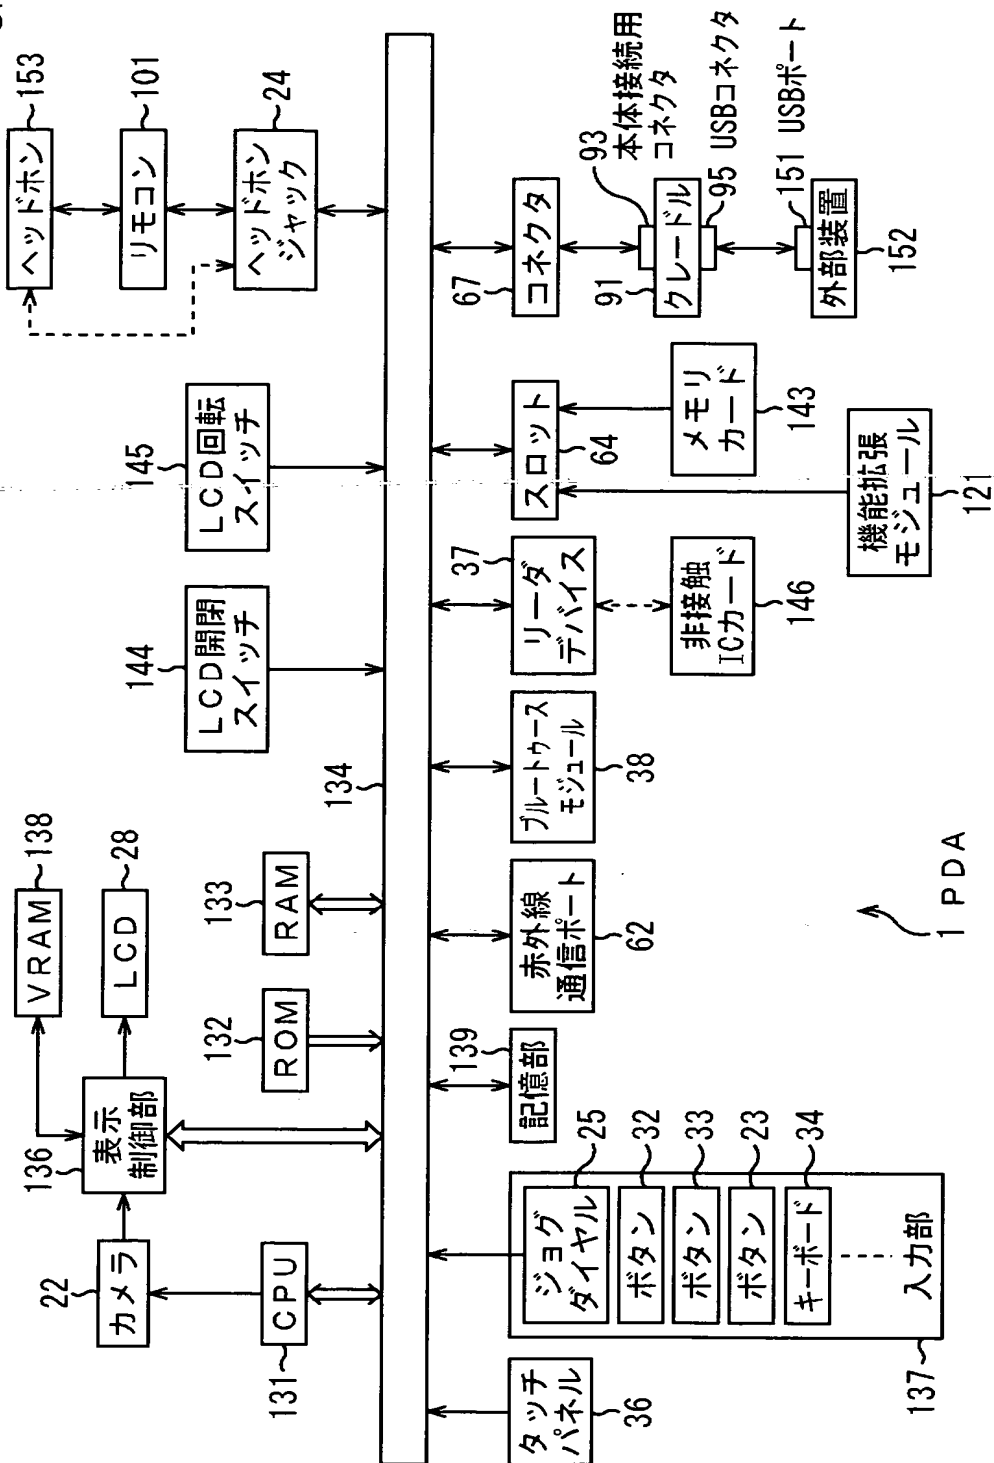 22
カメラ
131
CPU
136
表示
制御部
VRAM
138
LCD
28
132
ROM
133
RAM
134
144
LCD開閉
スイッチ
145
LCD回転
スイッチ
ヘッドホン
153
リモコン
101
ヘッドホン
ジャック
24
タッチ
パネル
36
ジョグ
ダイヤル
25
ボタン
32
ボタン
33
ボタン
23
キーボード
34
入力部
137
記憶部
139
赤外線
通信ポート
62
ブルートゥース
モジュール
38
リーダ
デバイス
37
非接触
ICカード
146
スロット
64
メモリ
カード
143
機能拡張
モジュール
121
コネクタ
67
93
本体接続用
コネクタ
クレードル
91
95 USBコネクタ
151 USBポート
外部装置
152
1 PDA